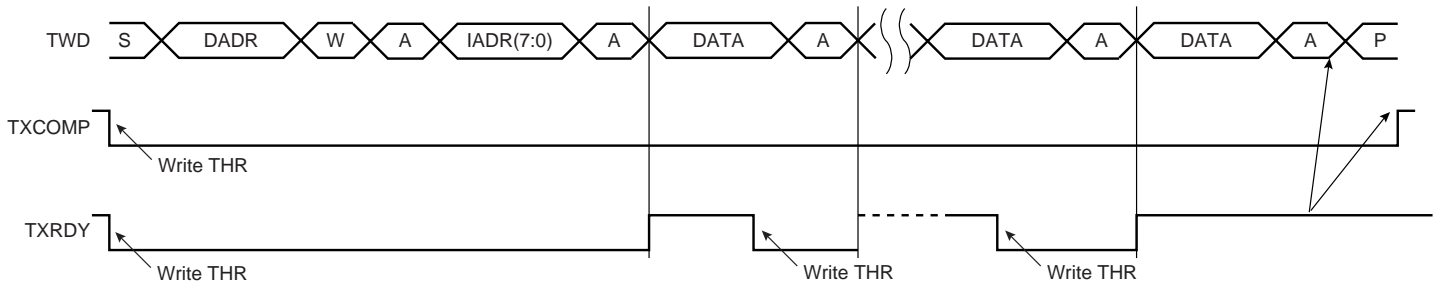 TWD S DADR W A IADR(7:0) A DATA A DATA A DATA A P
TXCOMP
Write THR
TXRDY
Write THR Write THR Write THR